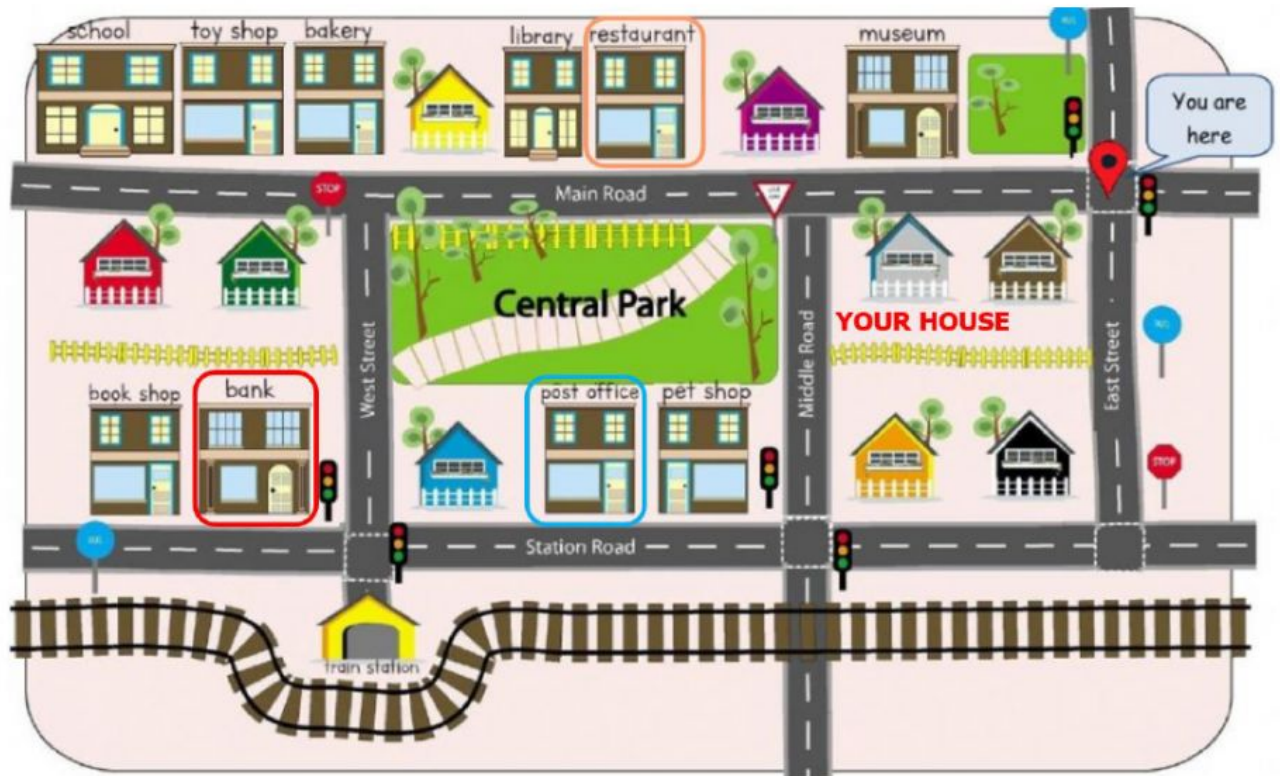 school
toy shop
bakery
library
restaurant
museum
You are
here
STOP
Main Road
Central Park
YOUR HOUSE
West Street
Middle Road
East Street
book shop
bank
post office
pet shop
STOP
Station Road
train station